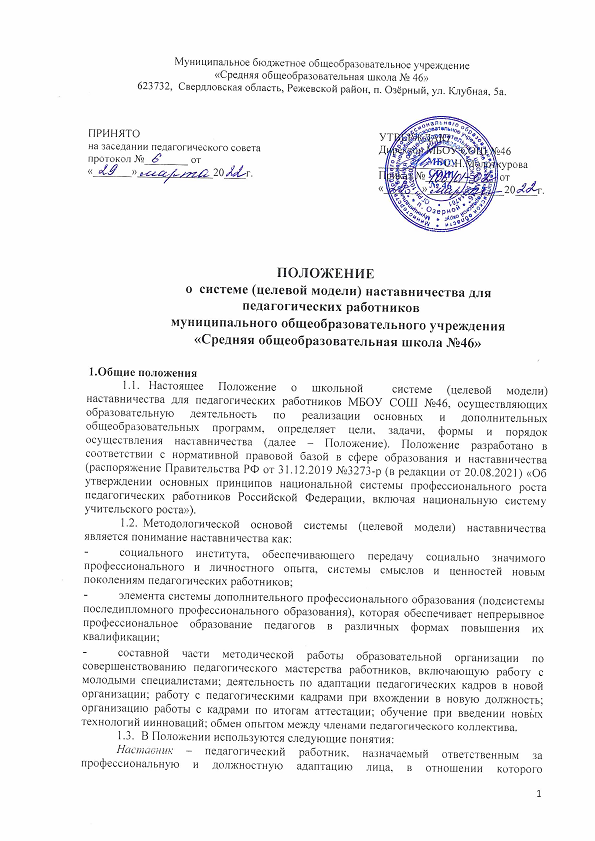 Муниципальное бюджетное общеобразовательное учреждение
«Средняя общеобразовательная школа № 46»
623732, Свердловская область, Режевской район, п. Озёрный, ул. Клубная, 5а.
ПРИНЯТО
на заседании педагогического совета
протокол № 6 от
« 29 » марта 2022 г.
УТВЕРЖДАЮ
Директор МБОУ СОШ №46
Приказ № от
« » 2022 г.
ПОЛОЖЕНИЕ
о системе (целевой модели) наставничества для
педагогических работников
муниципального общеобразовательного учреждения
«Средняя общеобразовательная школа №46»
1.Общие положения
1.1. Настоящее Положение о школьной системе (целевой модели)
наставничества для педагогических работников МБОУ СОШ №46, осуществляющих
образовательную деятельность по реализации основных и дополнительных
общеобразовательных программ, определяет цели, задачи, формы и порядок
осуществления наставничества (далее – Положение). Положение разработано в
соответствии с нормативной правовой базой в сфере образования и наставничества
(распоряжение Правительства РФ от 31.12.2019 №3273-р (в редакции от 20.08.2021) «Об
утверждении основных принципов национальной системы профессионального роста
педагогических работников Российской Федерации, включая национальную систему
учительского роста»).
1.2. Методологической основой системы (целевой модели) наставничества
является понимание наставничества как:
- социального института, обеспечивающего передачу социально значимого
профессионального и личностного опыта, системы смыслов и ценностей новым
поколениям педагогических работников;
- элемента системы дополнительного профессионального образования (подсистемы
последипломного профессионального образования), которая обеспечивает непрерывное
профессиональное образование педагогов в различных формах повышения их
квалификации;
- составной части методической работы образовательной организации по
совершенствованию педагогического мастерства работников, включающую работу с
молодыми специалистами; деятельность по адаптации педагогических кадров в новой
организации; работу с педагогическими кадрами при вхождении в новую должность;
организацию работы с кадрами по итогам аттестации; обучение при введении новых
технологий иинноваций; обмен опытом между членами педагогического коллектива.
1.3. В Положении используются следующие понятия:
Наставник – педагогический работник, назначаемый ответственным за
профессиональную и должностную адаптацию лица, в отношении которого
1